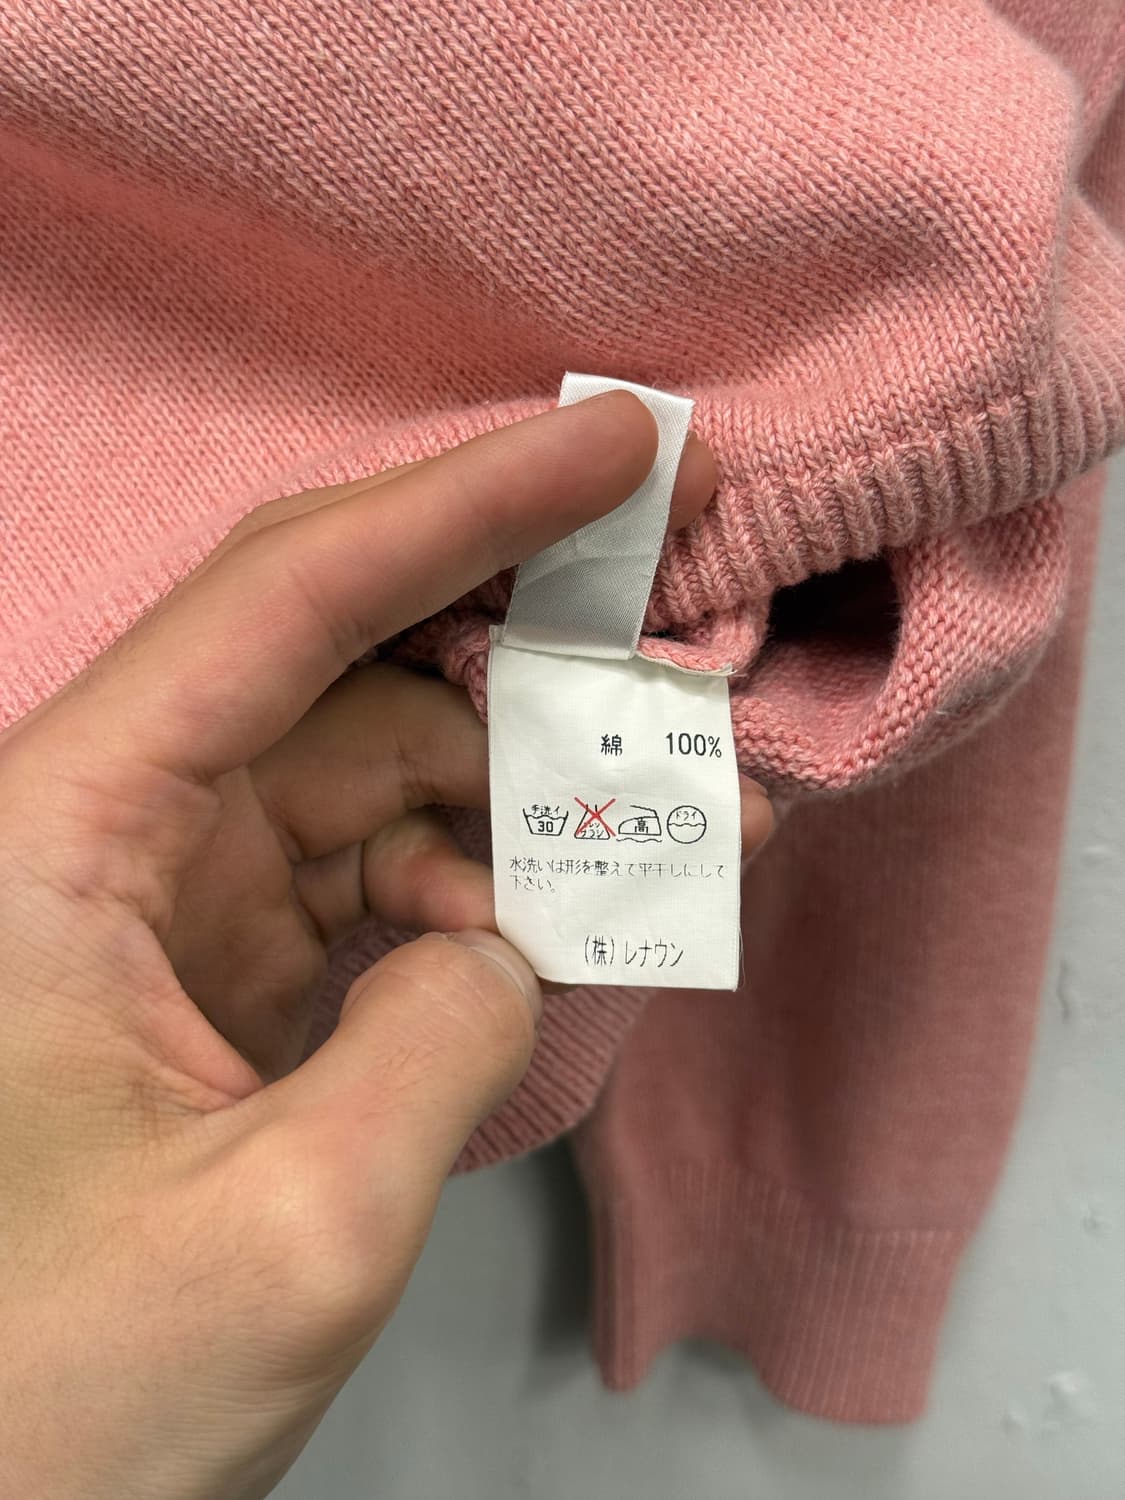 綿 100%
手洗イ 30 エンソ サラシ 高 ドライ
水洗いは形を整えて平干しにして
下さい。
(株)レナウン